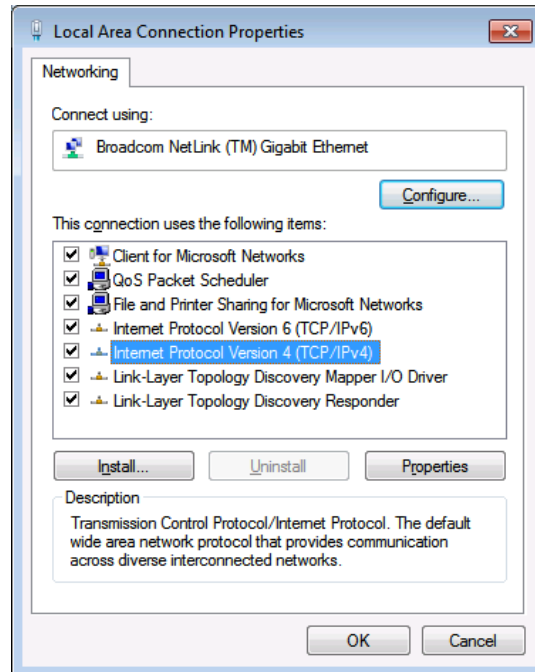 Local Area Connection Properties
Networking
Connect using:
Broadcom NetLink (TM) Gigabit Ethernet
Configure...
This connection uses the following items:
Client for Microsoft Networks
QoS Packet Scheduler
File and Printer Sharing for Microsoft Networks
Internet Protocol Version 6 (TCP/IPv6)
Internet Protocol Version 4 (TCP/IPv4)
Link-Layer Topology Discovery Mapper I/O Driver
Link-Layer Topology Discovery Responder
Install... Uninstall Properties
Description
Transmission Control Protocol/Internet Protocol. The default
wide area network protocol that provides communication
across diverse interconnected networks.
OK Cancel